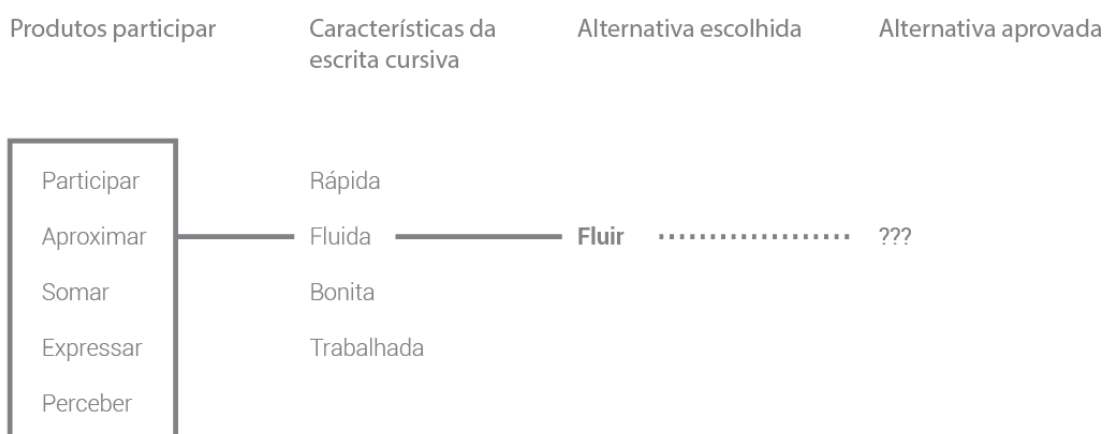 Produtos participar
Características da
escrita cursiva
Alternativa escolhida
Alternativa aprovada
Participar
Rápida
Aproximar
Fluida
Fluir
???
Somar
Bonita
Expressar
Trabalhada
Perceber